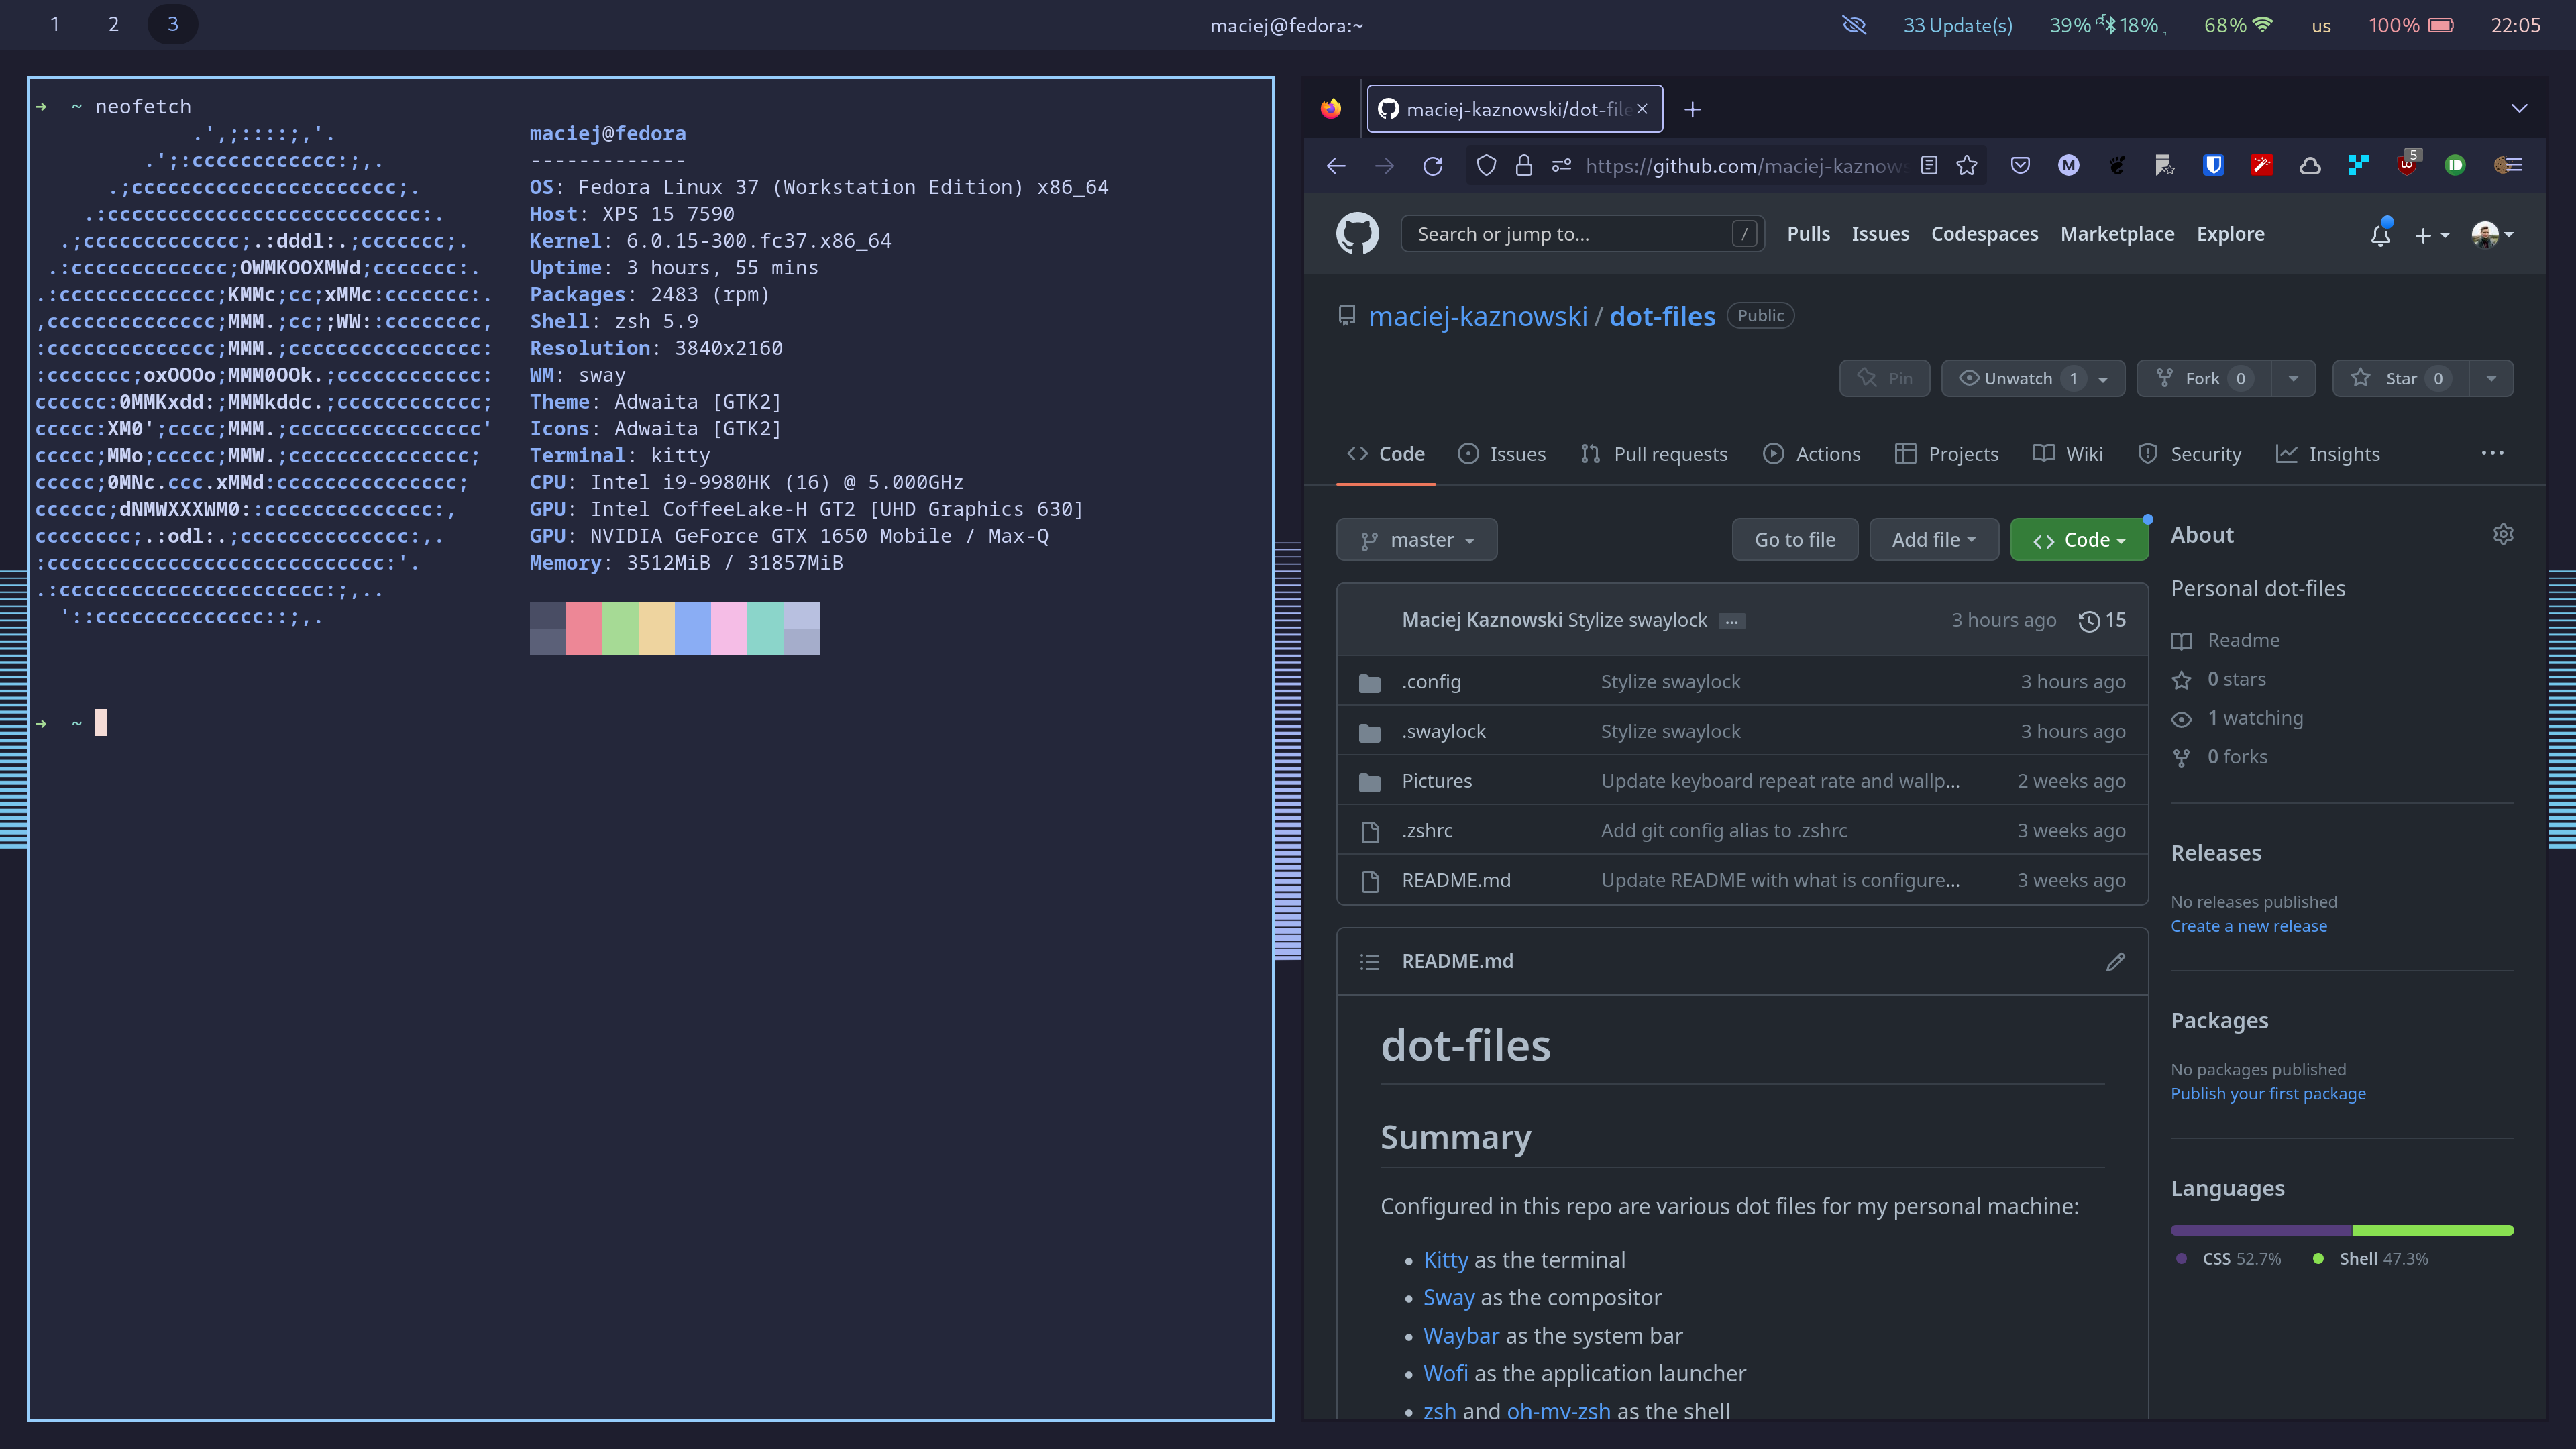 1 2 3 maciej@fedora:~ 33 Update(s) 39% 18% 68% us 100% 22:05
➜ ~ neofetch
.',;::::;,'.
.';:cccccccccccc:;,.
.;cccccccccccccccccccccc;.
.:cccccccccccccccccccccccccc:.
.;ccccccccccccc;.:dddl:.;ccccccc;.
.:ccccccccccccc;OWMKOOXMWd;ccccccc:.
.:ccccccccccccc;KMMc;cc;xMMc:ccccccc:.
,cccccccccccccc;MMM.;cc;;WW::cccccccc,
:cccccccccccccc;MMM.;cccccccccccccccc:
:ccccccc;oxOOOo;MMM0OOk.;cccccccccccc:
cccccc:0MMKxdd:;MMMkddc.;cccccccccccc;
ccccc:XM0';cccc;MMM.;cccccccccccccccc'
ccccc;MMo;ccccc;MMW.;ccccccccccccccc;
ccccc;0MNc.ccc.xMMd:ccccccccccccccc;
cccccc;dNMWXXXWM0::cccccccccccccc:,
cccccccc;.:odl:.;cccccccccccccc:,.
:cccccccccccccccccccccccccccc:'.
.:cccccccccccccccccccccc:;,..
'::cccccccccccccc::;,.
maciej@fedora
-------------
OS: Fedora Linux 37 (Workstation Edition) x86_64
Host: XPS 15 7590
Kernel: 6.0.15-300.fc37.x86_64
Uptime: 3 hours, 55 mins
Packages: 2483 (rpm)
Shell: zsh 5.9
Resolution: 3840x2160
WM: sway
Theme: Adwaita [GTK2]
Icons: Adwaita [GTK2]
Terminal: kitty
CPU: Intel i9-9980HK (16) @ 5.000GHz
GPU: Intel CoffeeLake-H GT2 [UHD Graphics 630]
GPU: NVIDIA GeForce GTX 1650 Mobile / Max-Q
Memory: 3512MiB / 31857MiB
➜ ~
maciej-kaznowski/dot-file
https://github.com/maciej-kaznows M 5
Search or jump to... / Pulls Issues Codespaces Marketplace Explore
maciej-kaznowski / dot-files Public
Pin Unwatch 1 Fork 0 Star 0
Code Issues Pull requests Actions Projects Wiki Security Insights ...
master Go to file Add file Code
Maciej Kaznowski Stylize swaylock ... 3 hours ago 15
.config Stylize swaylock 3 hours ago
.swaylock Stylize swaylock 3 hours ago
Pictures Update keyboard repeat rate and wallp... 2 weeks ago
.zshrc Add git config alias to .zshrc 3 weeks ago
README.md Update README with what is configure... 3 weeks ago
README.md
dot-files
Summary
Configured in this repo are various dot files for my personal machine:
• Kitty as the terminal
• Sway as the compositor
• Waybar as the system bar
• Wofi as the application launcher
• zsh and oh-my-zsh as the shell
About
Personal dot-files
Readme
0 stars
1 watching
0 forks
Releases
No releases published
Create a new release
Packages
No packages published
Publish your first package
Languages
CSS 52.7% Shell 47.3%